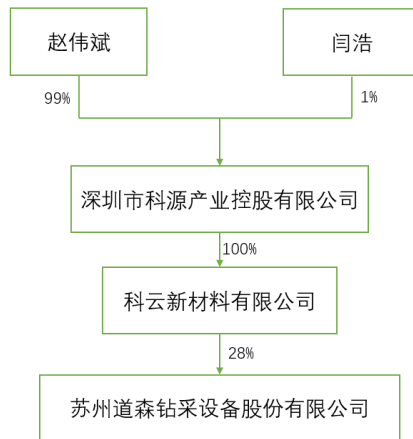 赵伟斌
闫浩
99%
1%
深圳市科源产业控股有限公司
100%
科云新材料有限公司
28%
苏州道森钻采设备股份有限公司